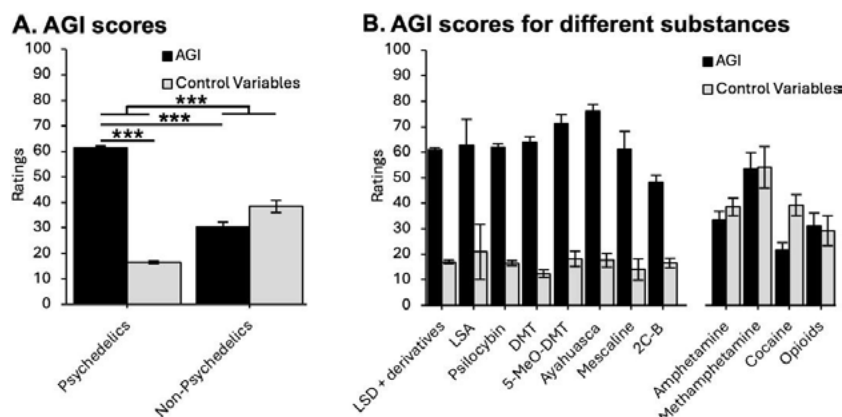 A. AGI scores
100
90
80
70
60
50
40
30
20
10
0
Ratings
AGI
Control Variables
***
***
***
Psychedelics
Non-Psychedelics
B. AGI scores for different substances
100
90
80
70
60
50
40
30
20
10
0
Ratings
AGI
Control Variables
LSD + derivatives
LSA
Psilocybin
DMT
5-MeO-DMT
Ayahuasca
Mescaline
2C-B
Amphetamine
Methamphetamine
Cocaine
Opioids